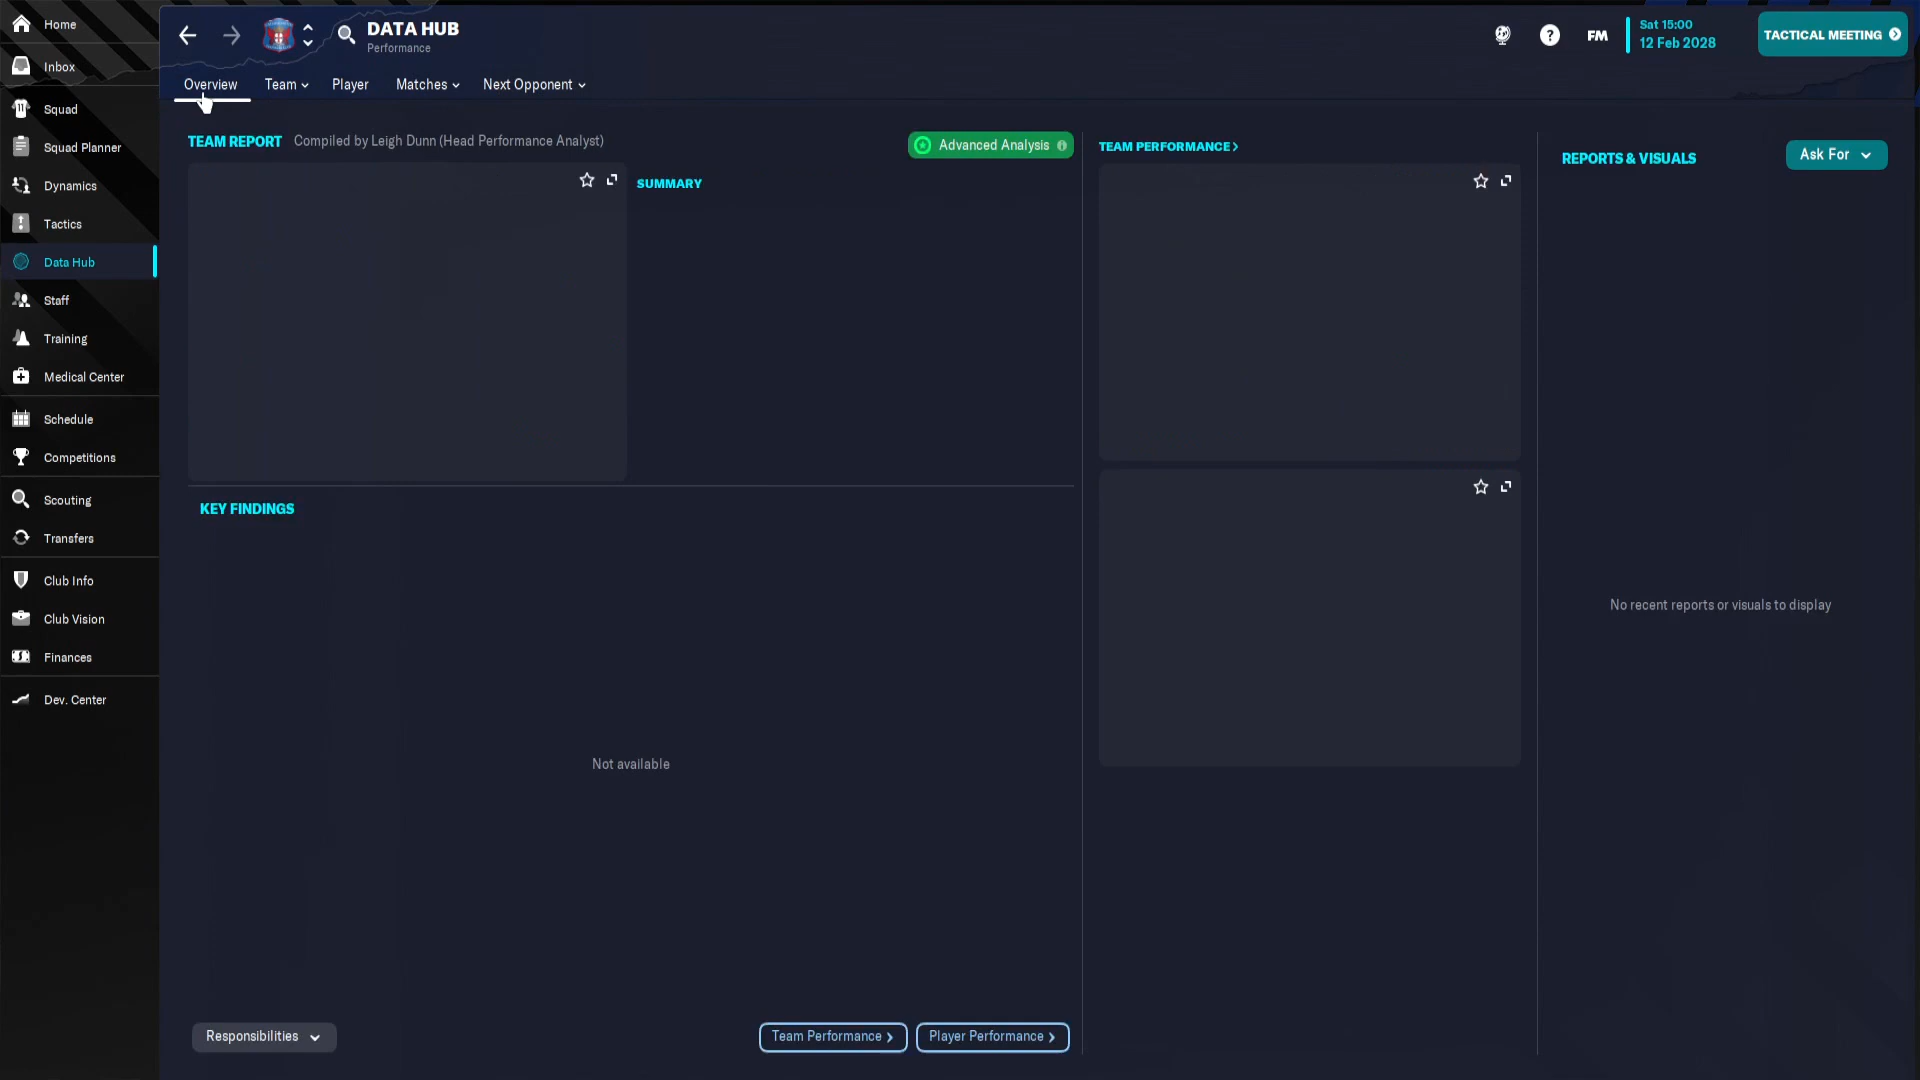 Home
Inbox
Squad
Squad Planner
Dynamics
Tactics
Data Hub
Staff
Training
Medical Center
Schedule
Competitions
Scouting
Transfers
Club Info
Club Vision
Finances
Dev. Center
DATA HUB
Performance
FM
Sat 15:00
12 Feb 2028
TACTICAL MEETING
Overview
Team
Player
Matches
Next Opponent
TEAM REPORT Compiled by Leigh Dunn (Head Performance Analyst)
Advanced Analysis
SUMMARY
KEY FINDINGS
Not available
Responsibilities
Team Performance
Player Performance
TEAM PERFORMANCE
REPORTS & VISUALS
Ask For
No recent reports or visuals to display